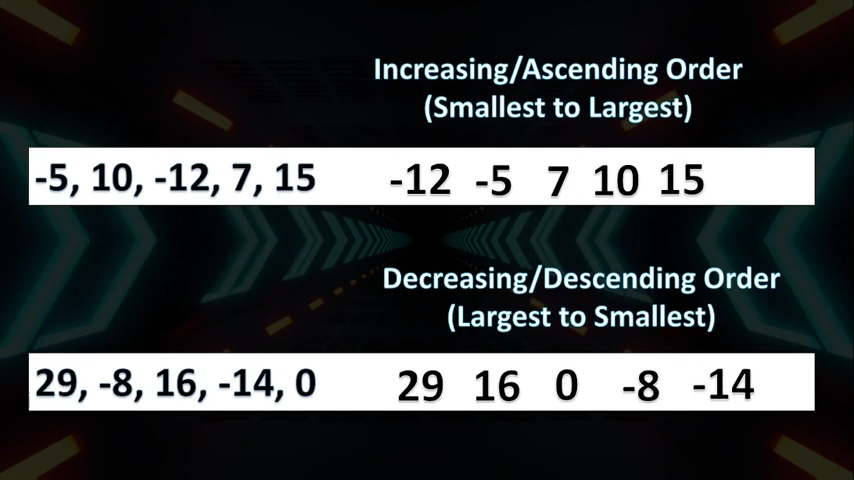 Increasing/Ascending Order
(Smallest to Largest)
-5, 10, -12, 7, 15 -12 -5 7 10 15
Decreasing/Descending Order
(Largest to Smallest)
29, -8, 16, -14, 0 29 16 0 -8 -14